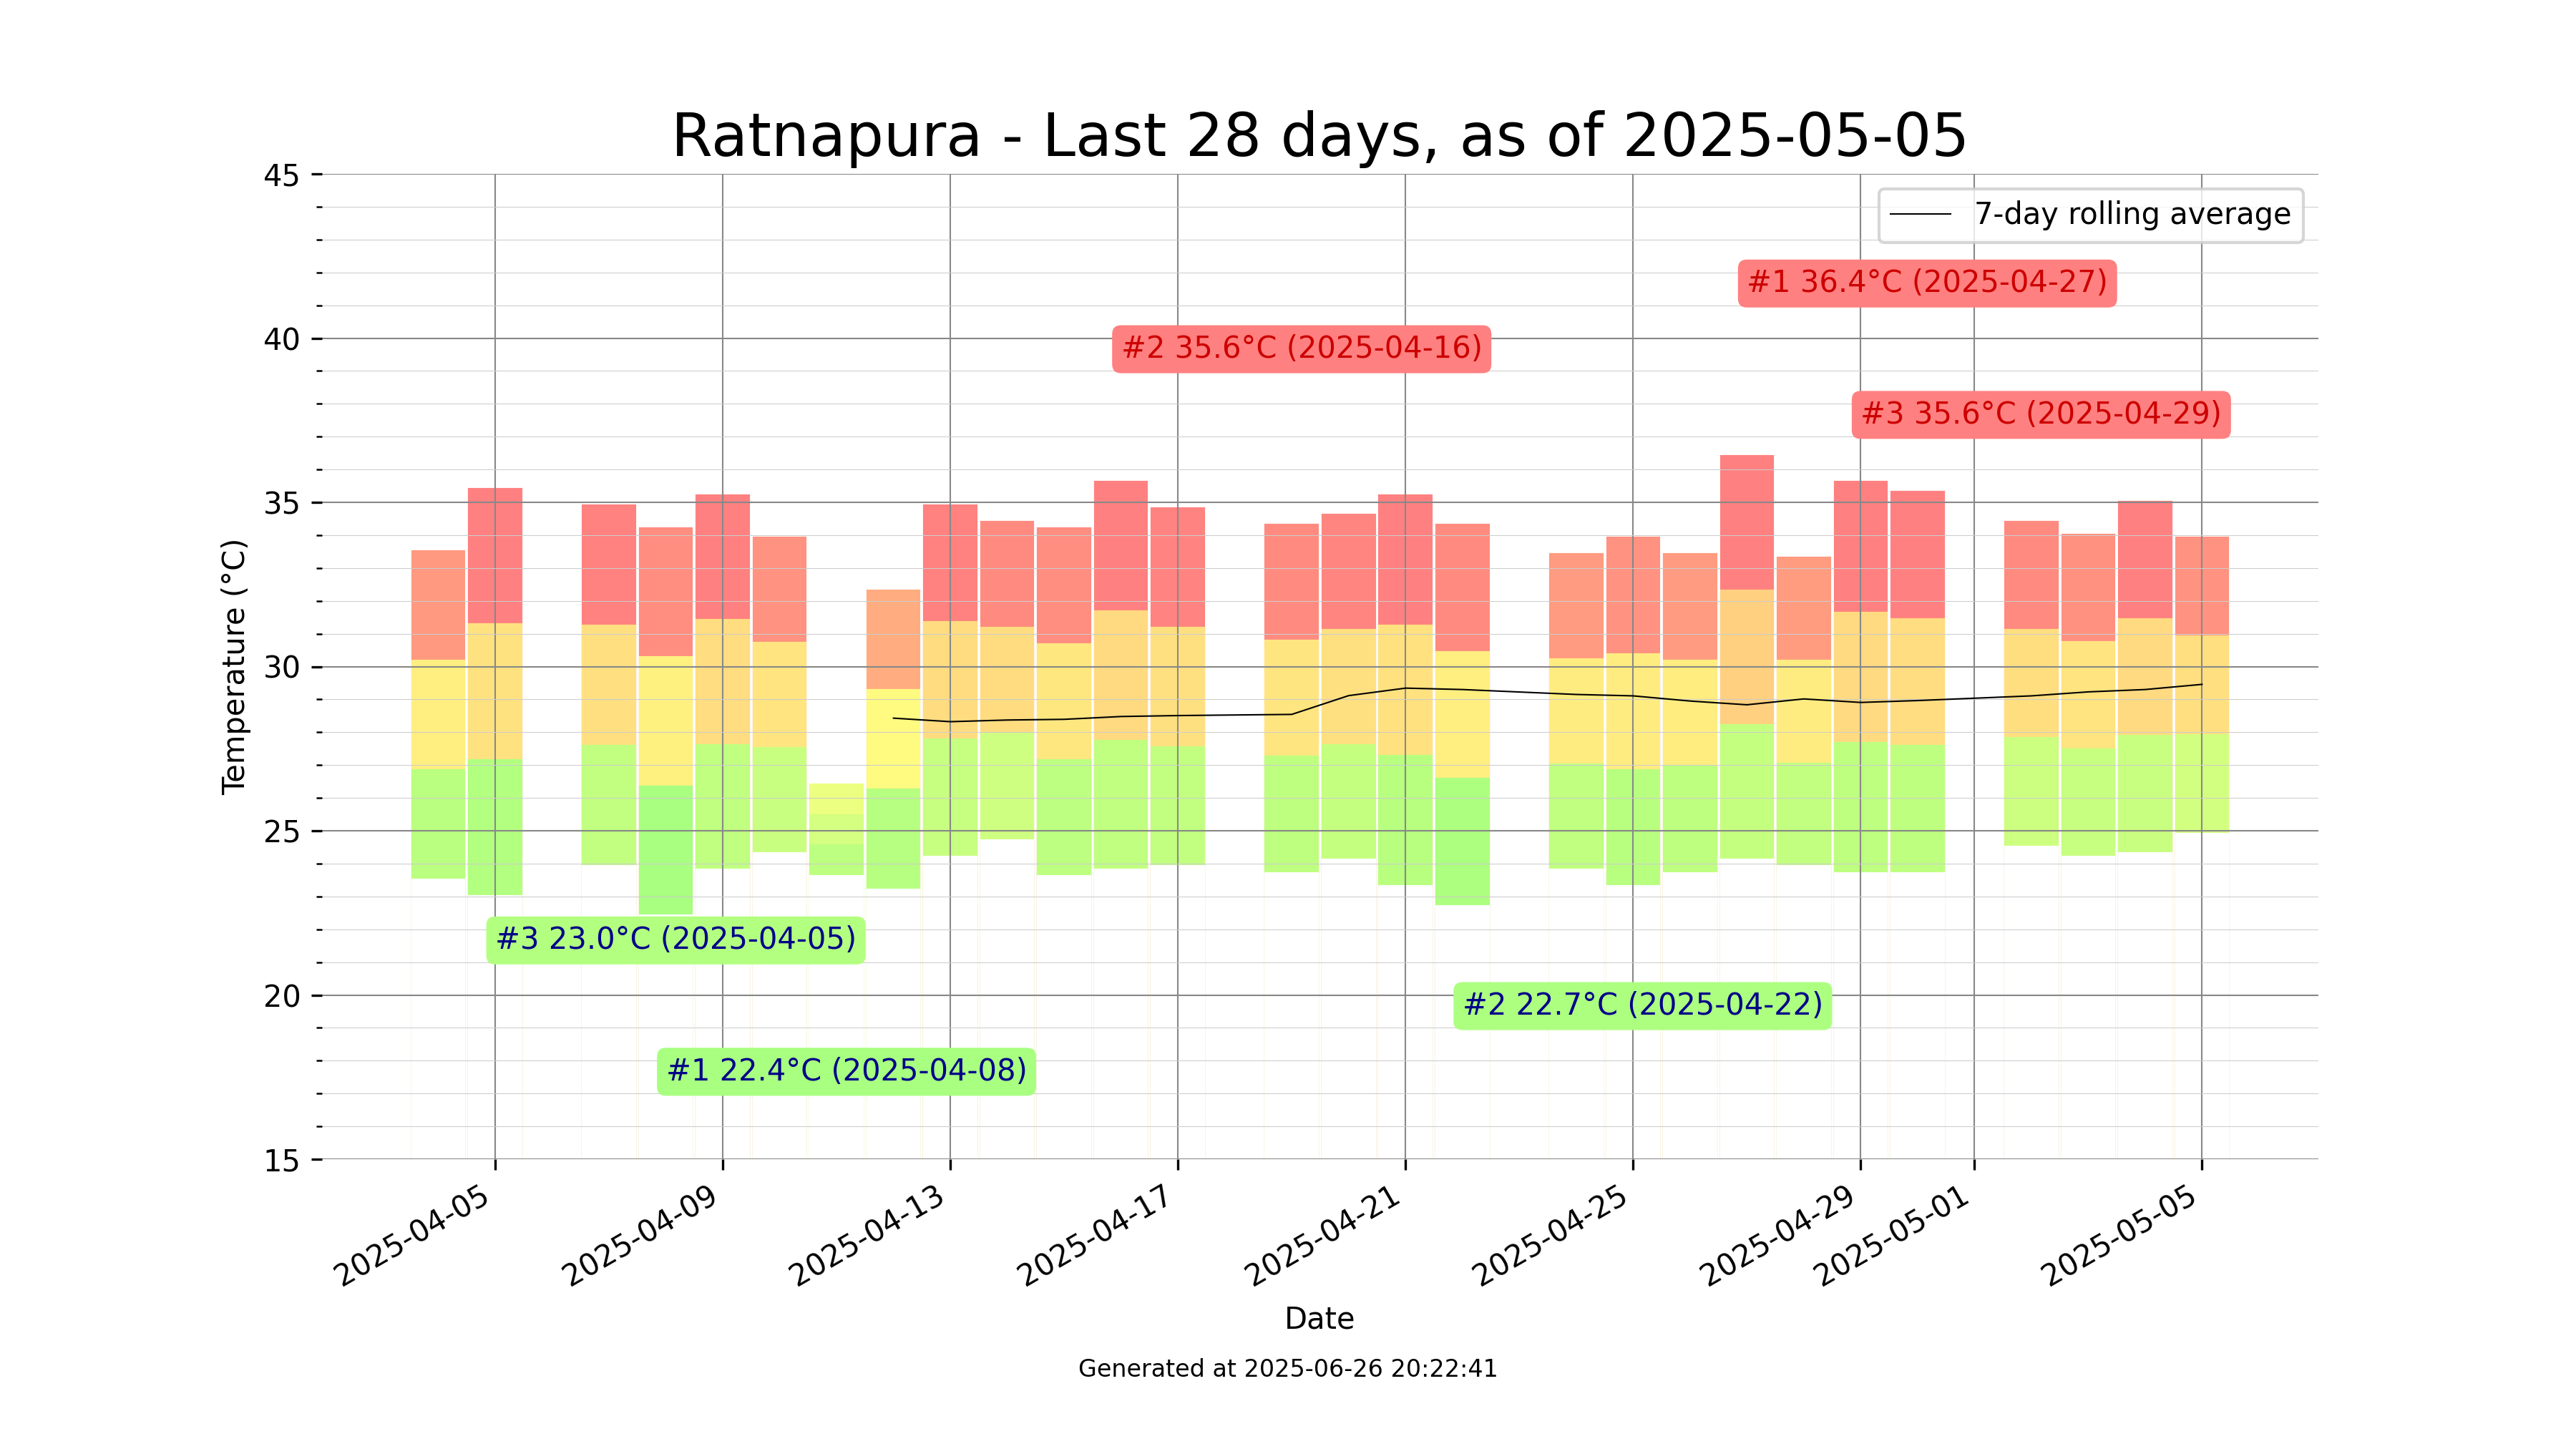 Ratnapura - Last 28 days, as of 2025-05-05
7-day rolling average
#1 36.4°C (2025-04-27)
#2 35.6°C (2025-04-16)
#3 35.6°C (2025-04-29)
#3 23.0°C (2025-04-05)
#2 22.7°C (2025-04-22)
#1 22.4°C (2025-04-08)
Temperature (°C)
45
40
35
30
25
20
15
2025-04-05
2025-04-09
2025-04-13
2025-04-17
2025-04-21
2025-04-25
2025-04-29
2025-05-01
2025-05-05
Date
Generated at 2025-06-26 20:22:41